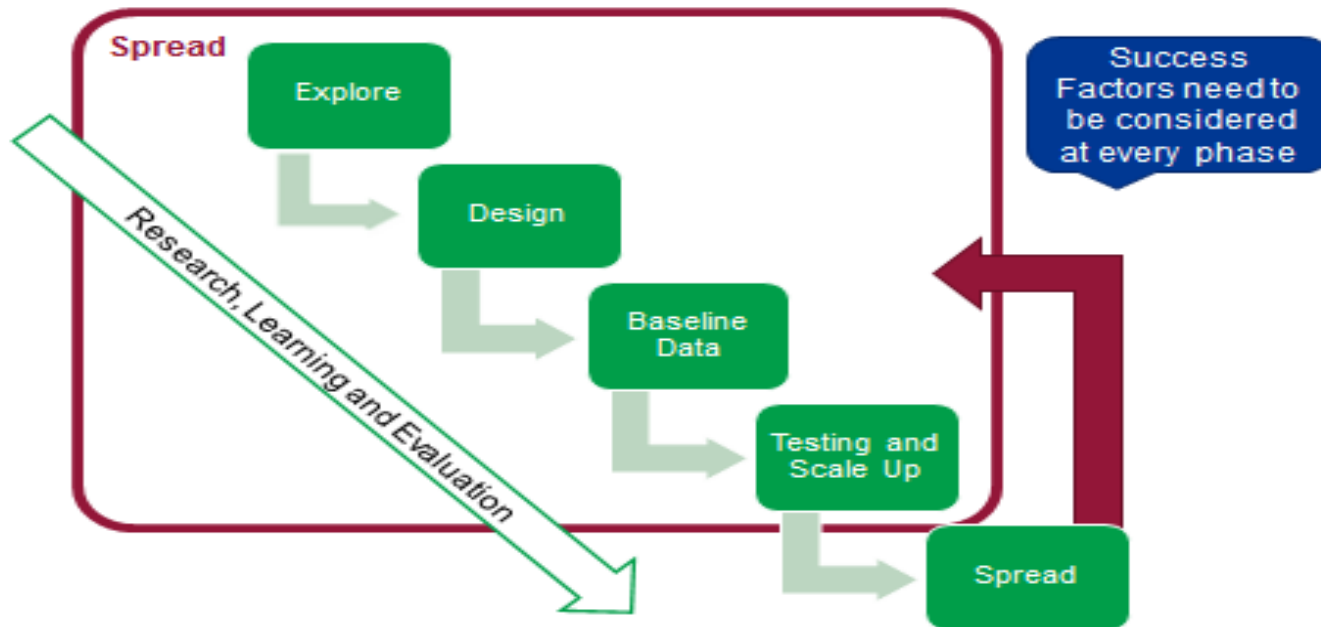 Spread
Explore
Success
Factors need to
be considered
at every phase
Design
Research, Learning and Evaluation
Baseline
Data
Testing and
Scale Up
Spread